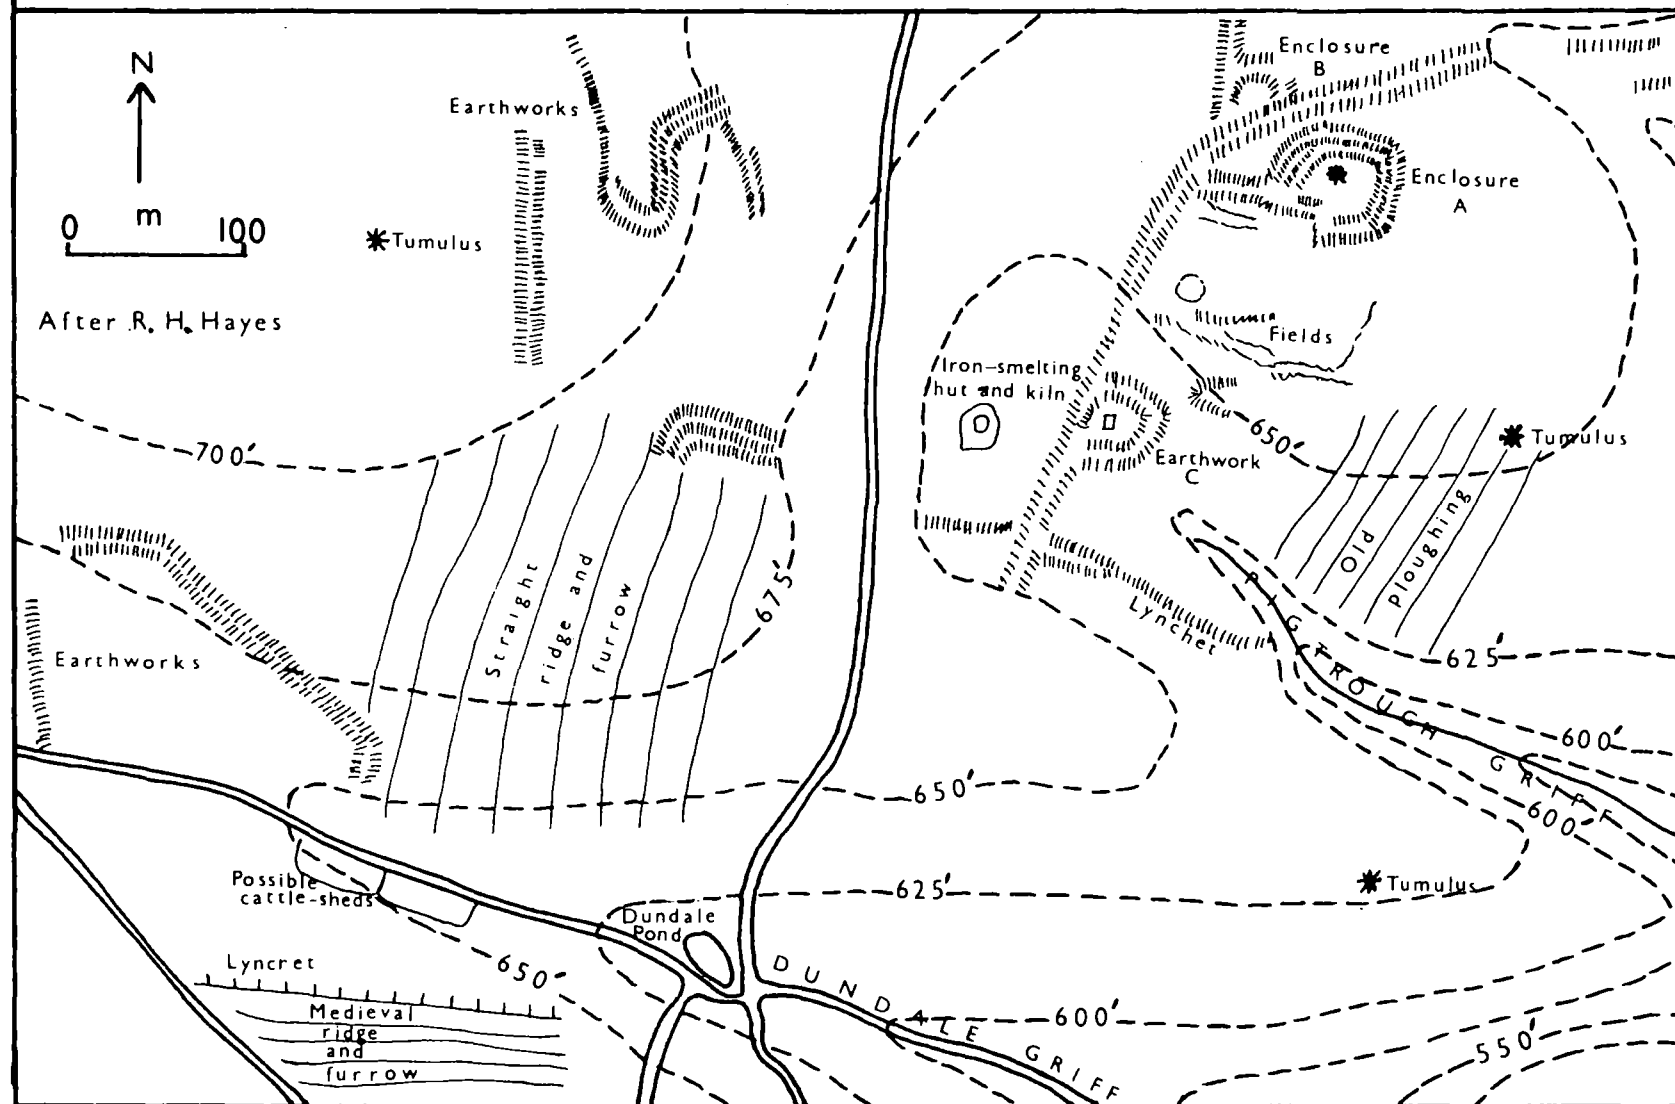 N
0 m 100
After R. H. Hayes
Earthworks
Tumulus
Enclosure
B
Enclosure
A
Fields
Iron-smelting
hut and kiln
Earthwork
C
Tumulus
700'
650'
675'
Straight
ridge and
furrow
Old
Ploughing
Earthworks
Lynchet
PIGTROUGH GRIFF
625'
600'
600'
650'
625'
Tumulus
Possible
cattle-sheds
Dundale
Pond
650'
Lyncret
Medieval
ridge
and
furrow
DUNDALE GRIFF
600'
550'